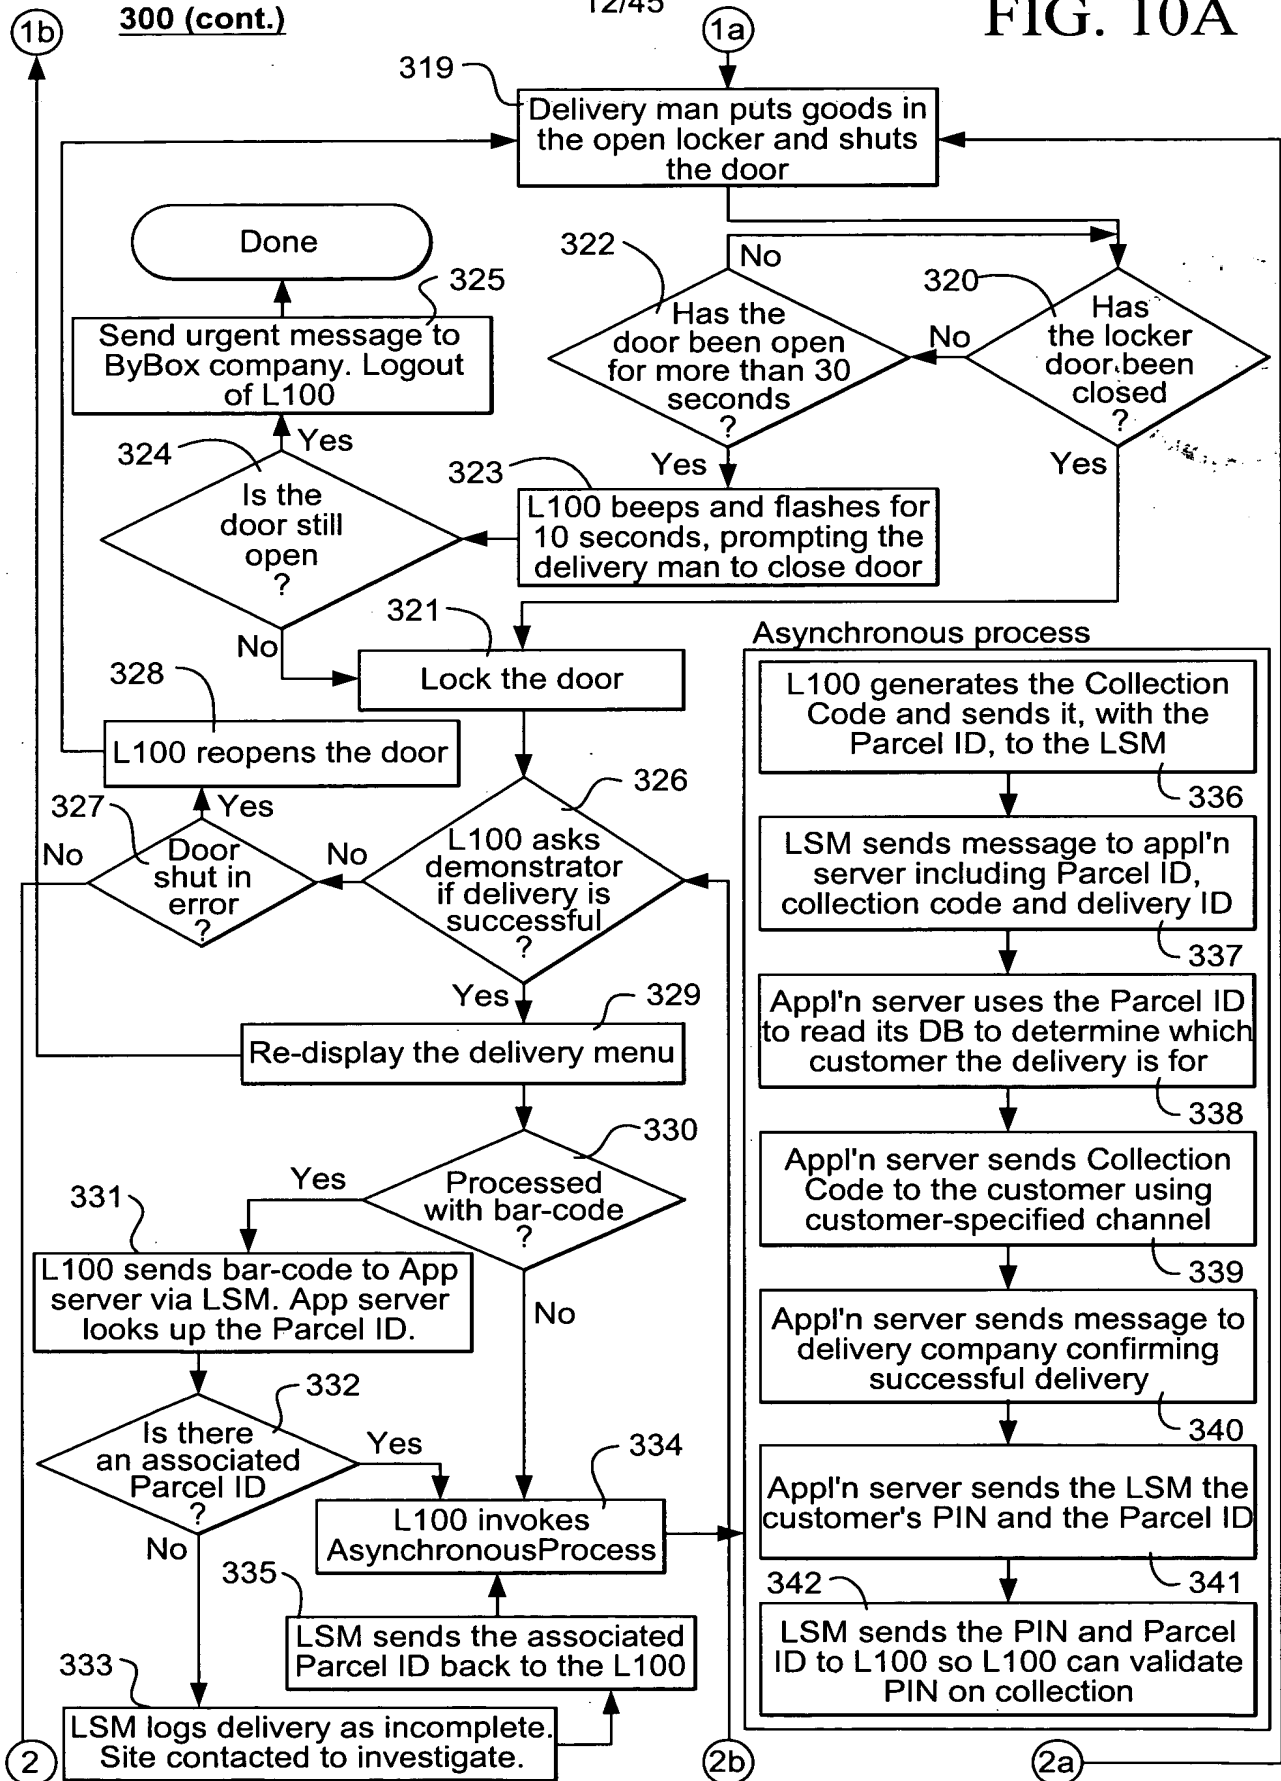 300 (cont.)
12/45
FIG. 10A
1b
1a
319
Delivery man puts goods in
the open locker and shuts
the door
Done
322
No
320
325
Send urgent message to
ByBox company. Logout
of L100
Has the
door been open
for more than 30
seconds
?
No
Has
the locker
door been
closed
?
Yes
324
Is the
door still
open
?
Yes
323
Yes
L100 beeps and flashes for
10 seconds, prompting the
delivery man to close door
No
321
Lock the door
328
L100 reopens the door
327
Yes
326
No
Door
shut in
error
?
No
L100 asks
demonstrator
if delivery is
successful
?
Yes
329
Re-display the delivery menu
330
Processed
with bar-code
?
Yes
331
L100 sends bar-code to App
server via LSM. App server
looks up the Parcel ID.
No
332
Is there
an associated
Parcel ID
?
Yes
334
L100 invokes
AsynchronousProcess
No
335
LSM sends the associated
Parcel ID back to the L100
333
LSM logs delivery as incomplete.
Site contacted to investigate.
Asynchronous process
L100 generates the Collection
Code and sends it, with the
Parcel ID, to the LSM
336
LSM sends message to appl'n
server including Parcel ID,
collection code and delivery ID
337
Appl'n server uses the Parcel ID
to read its DB to determine which
customer the delivery is for
338
Appl'n server sends Collection
Code to the customer using
customer-specified channel
339
Appl'n server sends message to
delivery company confirming
successful delivery
340
Appl'n server sends the LSM the
customer's PIN and the Parcel ID
341
342
LSM sends the PIN and Parcel
ID to L100 so L100 can validate
PIN on collection
2
2b
2a